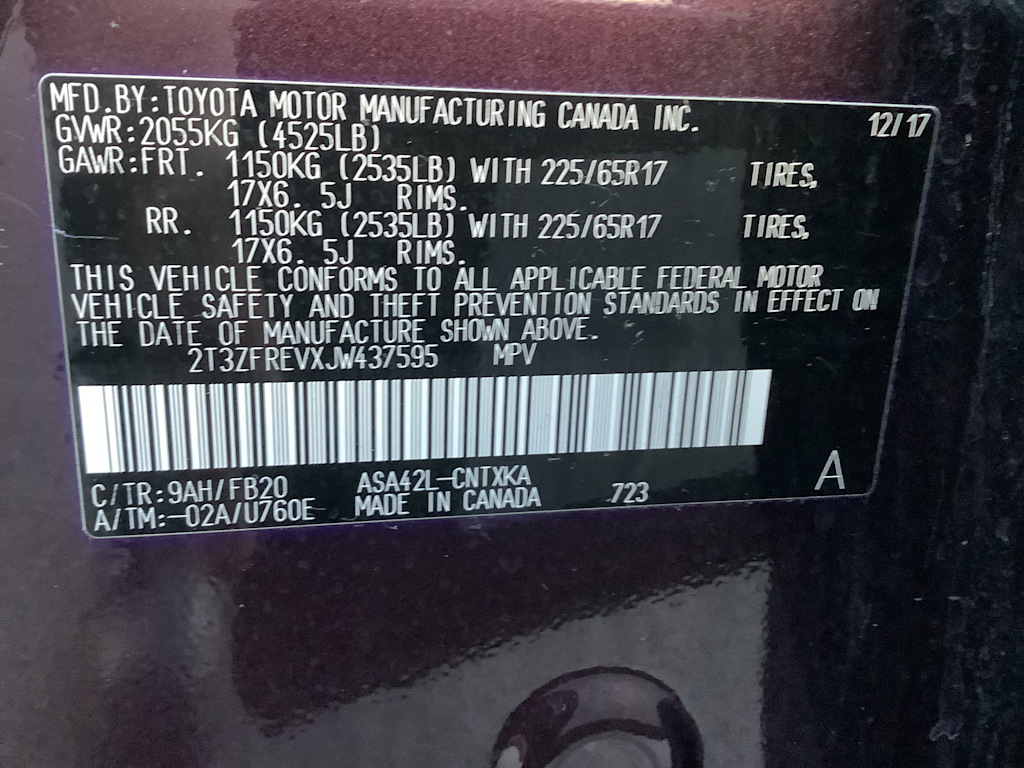 MFD.BY:TOYOTA MOTOR MANUFACTURING CANADA INC. 12/17
GVWR:2055KG (4525LB)
GAWR:FRT. 1150KG (2535LB) WITH 225/65R17 TIRES,
17X6. 5J RIMS.
RR. 1150KG (2535LB) WITH 225/65R17 TIRES,
17X6. 5J RIMS.
THIS VEHICLE CONFORMS TO ALL APPLICABLE FEDERAL MOTOR
VEHICLE SAFETY AND THEFT PREVENTION STANDARDS IN EFFECT ON
THE DATE OF MANUFACTURE SHOWN ABOVE.
2T3ZFREVXJW437595 MPV
C/TR:9AH/FB20 ASA42L-CNTXKA 723 A
A/TM:-02A/U760E MADE IN CANADA